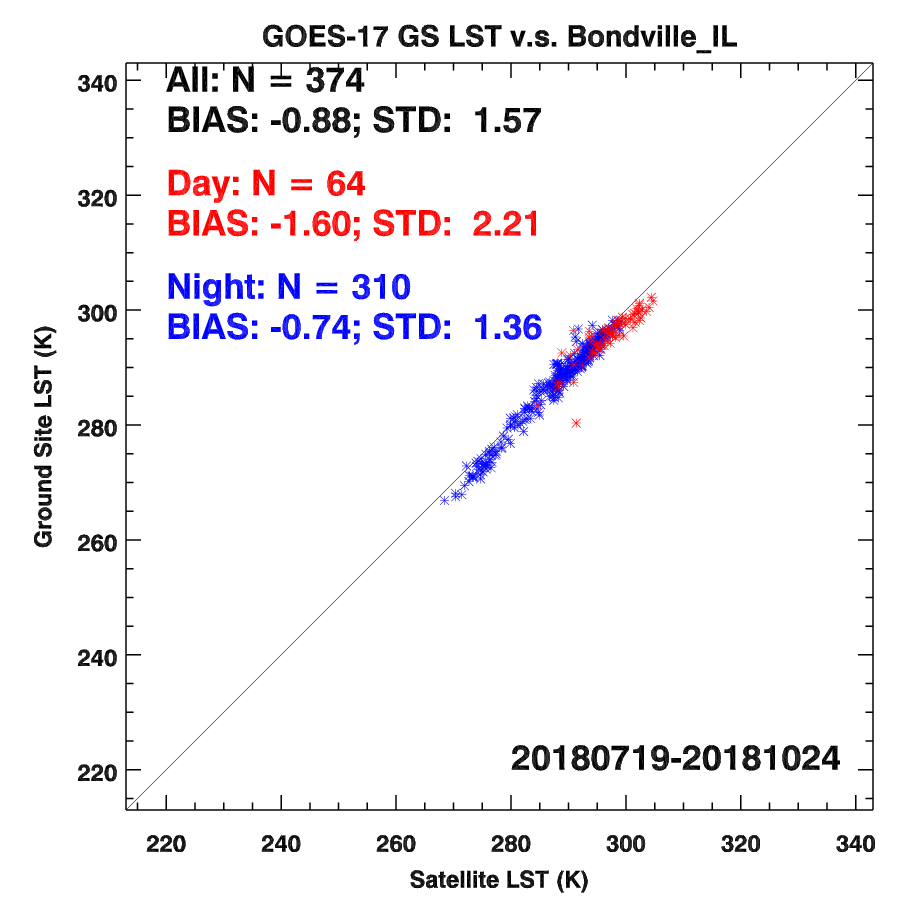 GOES-17 GS LST v.s. Bondville_IL
All: N = 374
BIAS: -0.88; STD: 1.57
Day: N = 64
BIAS: -1.60; STD: 2.21
Night: N = 310
BIAS: -0.74; STD: 1.36
340
320
300
280
260
240
220
Ground Site LST (K)
20180719-20181024
220 240 260 280 300 320 340
Satellite LST (K)